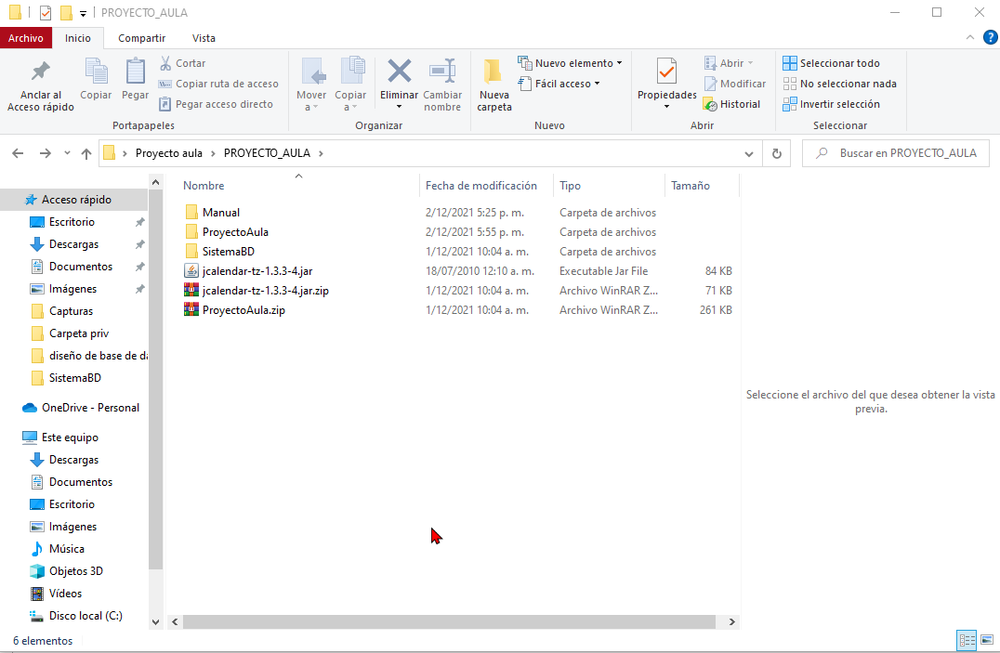 PROYECTO_AULA
Archivo Inicio Compartir Vista
Anclar al Acceso rápido
Copiar
Pegar
Cortar
Copiar ruta de acceso
Pegar acceso directo
Portapapeles
Mover a
Copiar a
Eliminar
Cambiar nombre
Organizar
Nueva carpeta
Nuevo elemento
Fácil acceso
Nuevo
Propiedades
Abrir
Modificar
Historial
Abrir
Seleccionar todo
No seleccionar nada
Invertir selección
Seleccionar
Proyecto aula > PROYECTO_AULA >
Buscar en PROYECTO_AULA
Acceso rápido
Escritorio
Descargas
Documentos
Imágenes
Capturas
Carpeta priv
diseño de base de da
SistemaBD
OneDrive - Personal
Este equipo
Descargas
Documentos
Escritorio
Imágenes
Música
Objetos 3D
Vídeos
Disco local (C:)
Nombre Fecha de modificación Tipo Tamaño
Manual 2/12/2021 5:25 p. m. Carpeta de archivos
ProyectoAula 2/12/2021 5:55 p. m. Carpeta de archivos
SistemaBD 1/12/2021 10:04 a. m. Carpeta de archivos
jcalendar-tz-1.3.3-4.jar 18/07/2010 12:10 a. m. Executable Jar File 84 KB
jcalendar-tz-1.3.3-4.jar.zip 1/12/2021 10:04 a. m. Archivo WinRAR Z... 71 KB
ProyectoAula.zip 1/12/2021 10:04 a. m. Archivo WinRAR Z... 261 KB
Seleccione el archivo del que desea obtener la vista
previa.
6 elementos